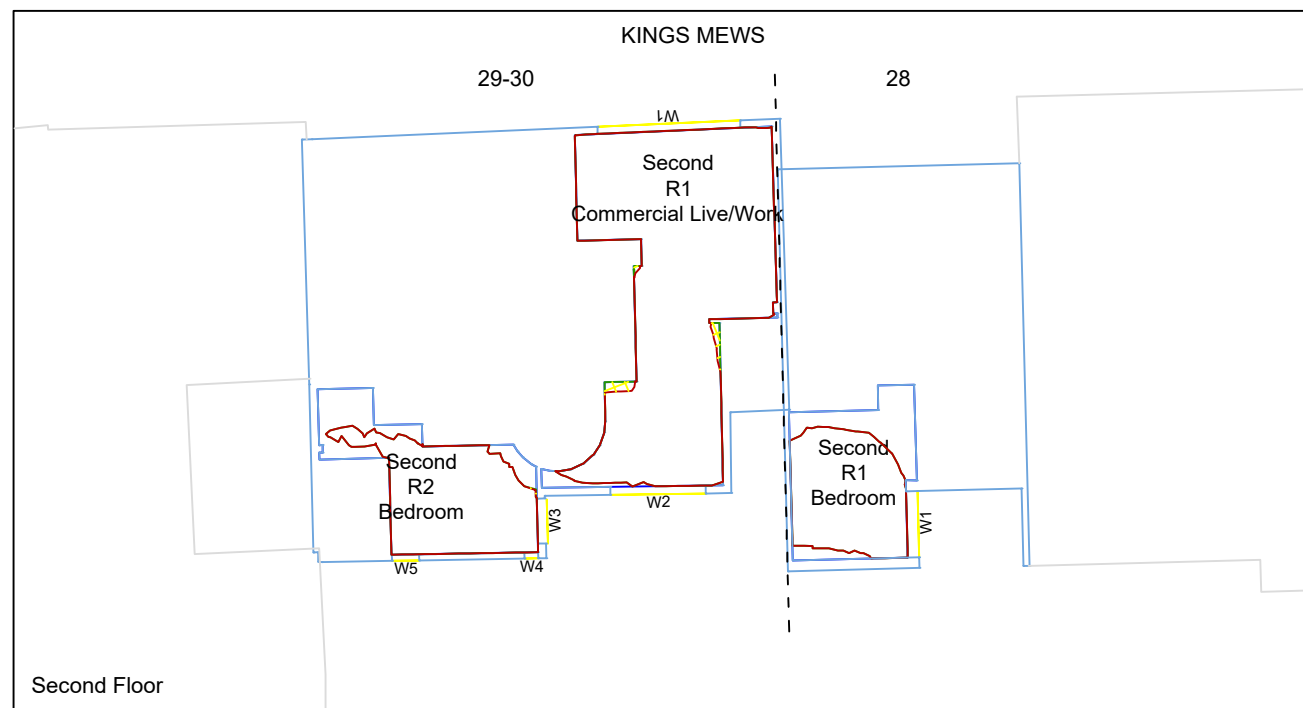 KINGS MEWS
29-30
28
W1
Second
R1
Commercial Live/Work
Second
R2
Bedroom
Second
R1
Bedroom
W2
W3
W1
W5
W4
Second Floor